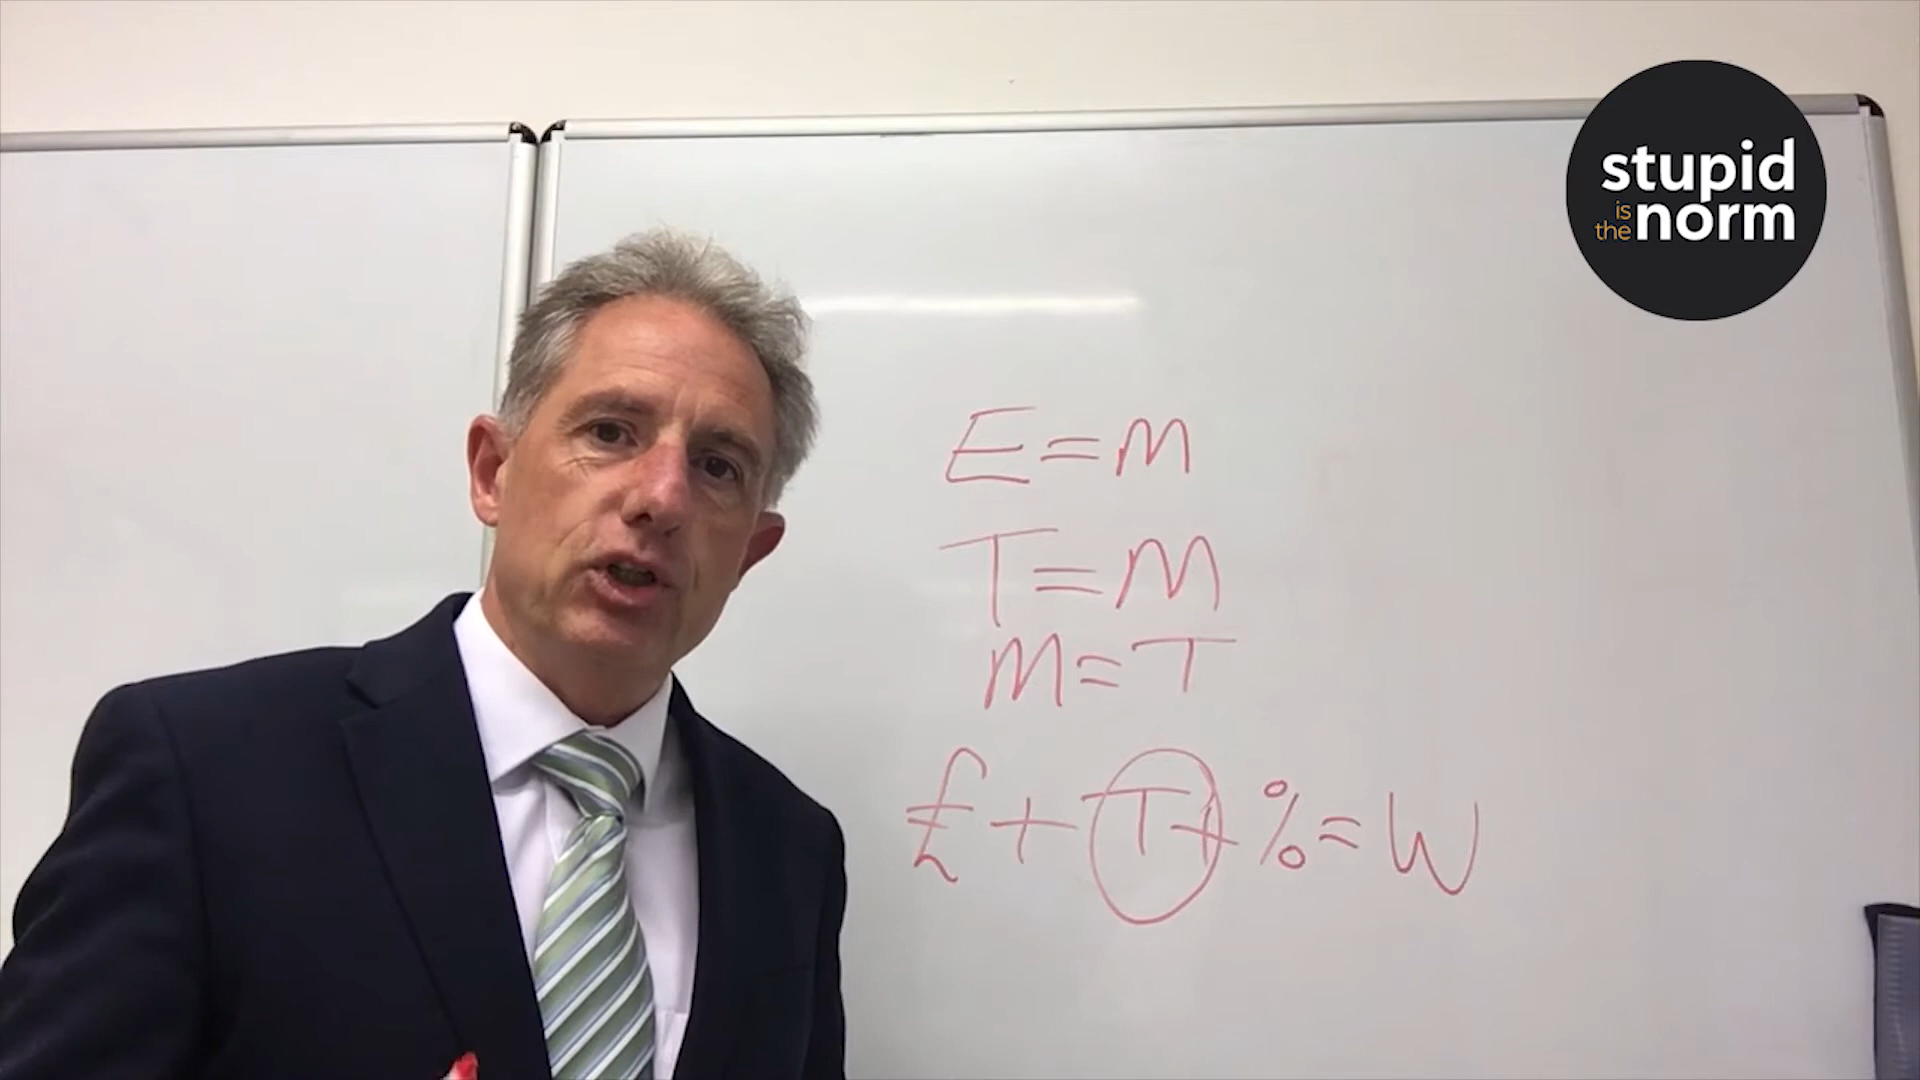 stupid
is
the norm
E=M
T=M
M=T
£+T+%=W